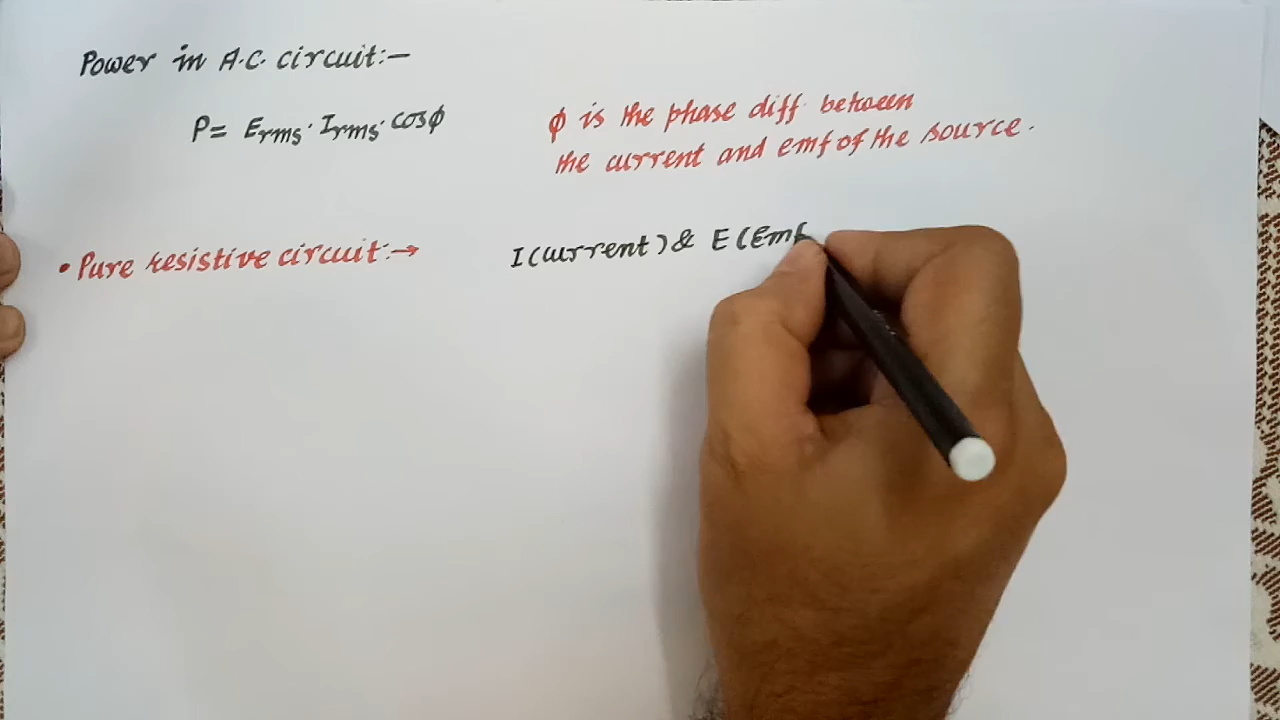 Power in A.C. circuit:-
P= Erms. Irms. cosϕ
ϕ is the phase diff. between
the current and emf of the source.
• Pure resistive circuit:→
I(current) & E(Emf